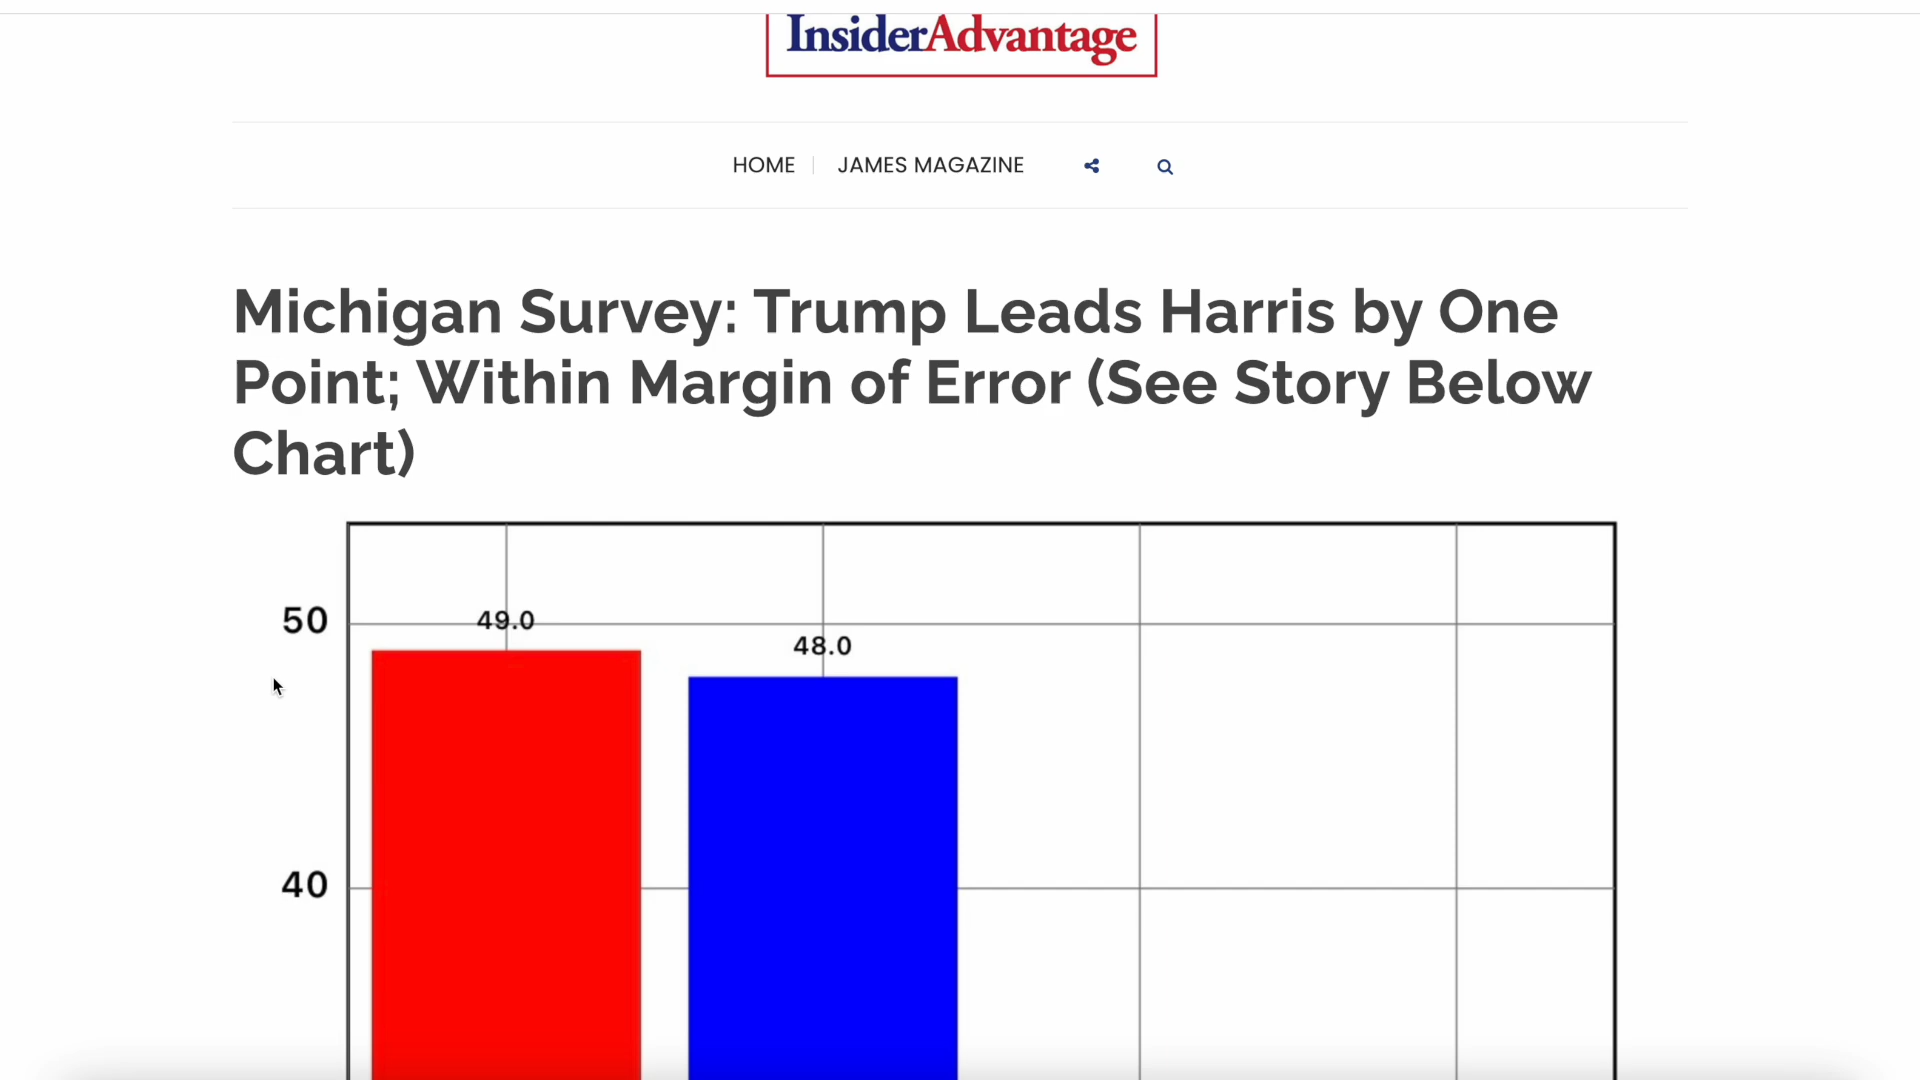 InsiderAdvantage
HOME JAMES MAGAZINE
Michigan Survey: Trump Leads Harris by One
Point; Within Margin of Error (See Story Below
Chart)
50
49.0
48.0
40